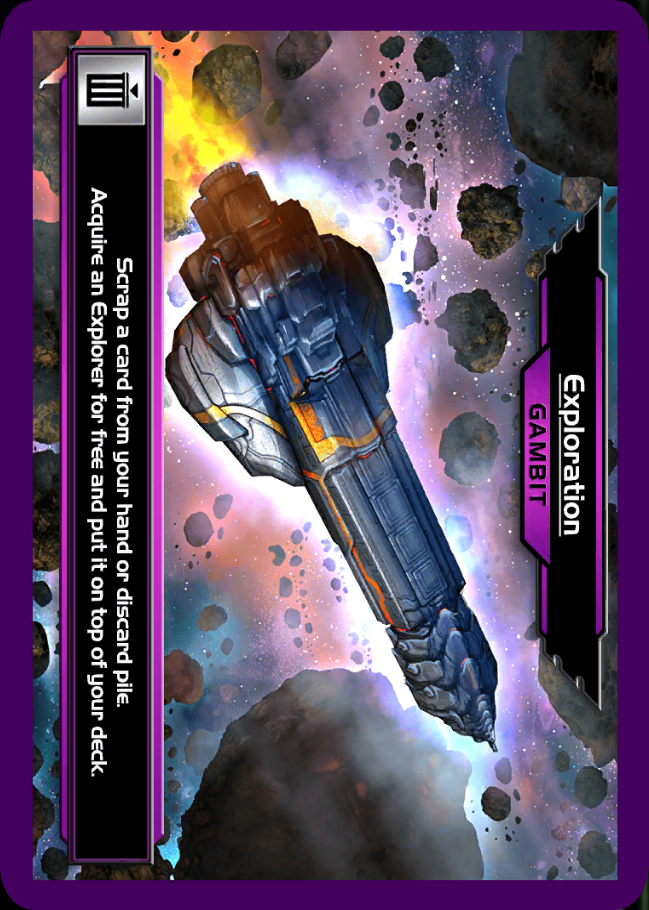 Exploration
GAMBIT
Scrap a card from your hand or discard pile.
Acquire an Explorer for free and put it on top of your deck.